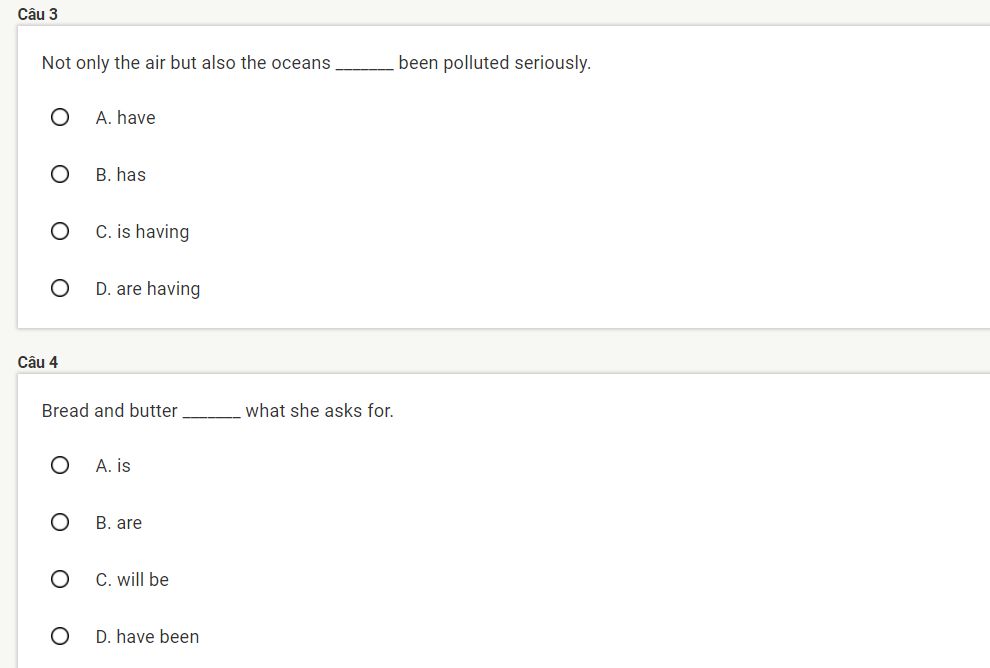 Câu 3
Not only the air but also the oceans _______ been polluted seriously.
A. have
B. has
C. is having
D. are having
Câu 4
Bread and butter _______ what she asks for.
A. is
B. are
C. will be
D. have been